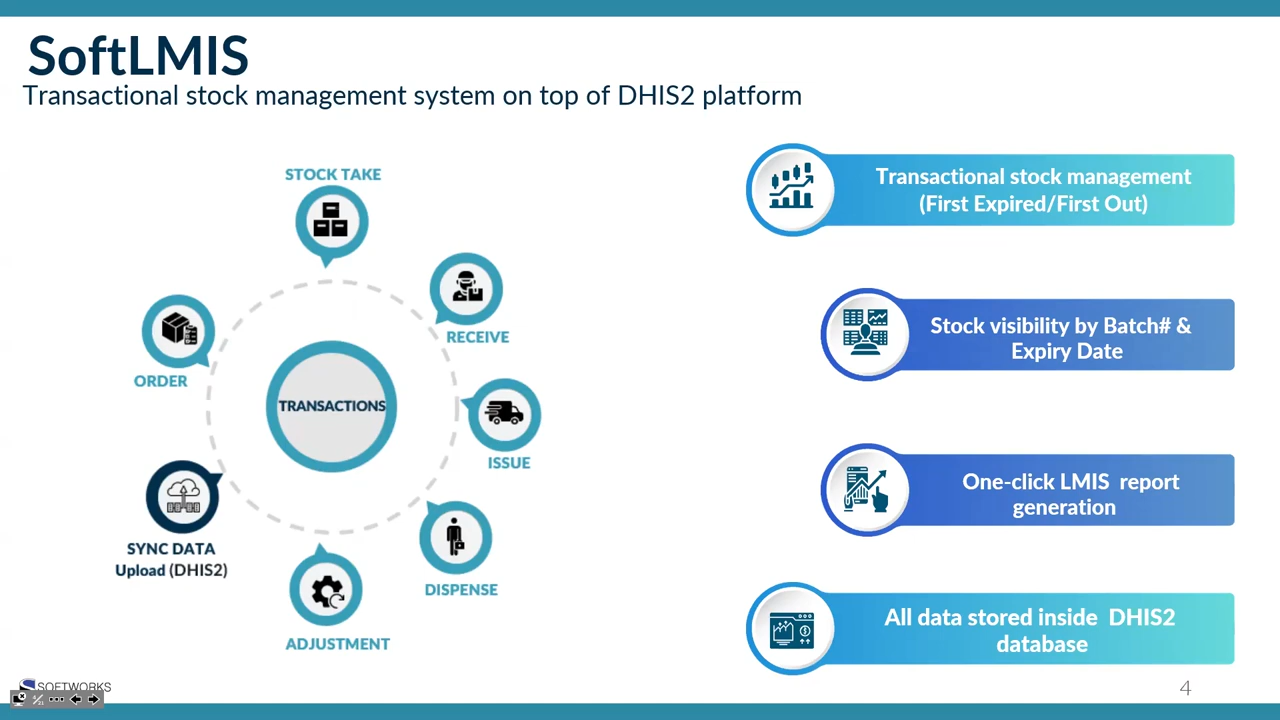 SoftLMIS
Transactional stock management system on top of DHIS2 platform
STOCK TAKE
RECEIVE
ORDER
TRANSACTIONS
ISSUE
SYNC DATA
Upload (DHIS2)
DISPENSE
ADJUSTMENT
Transactional stock management
(First Expired/First Out)
Stock visibility by Batch# &
Expiry Date
One-click LMIS report
generation
All data stored inside DHIS2
database
SOFTWORKS
4